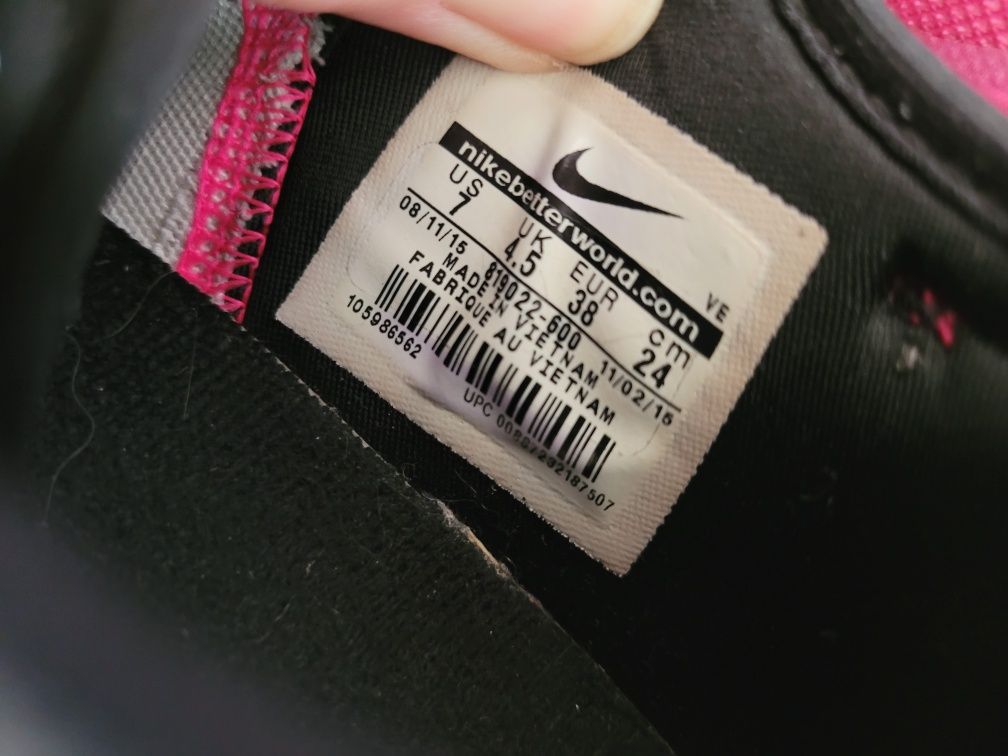 nikebetterworld.com
US UK EUR cm
7 4.5 38 24
08/11/15 819022-600 11/02/15
MADE IN VIETNAM
FABRIQUE AU VIETNAM
105986562
UPC
VE